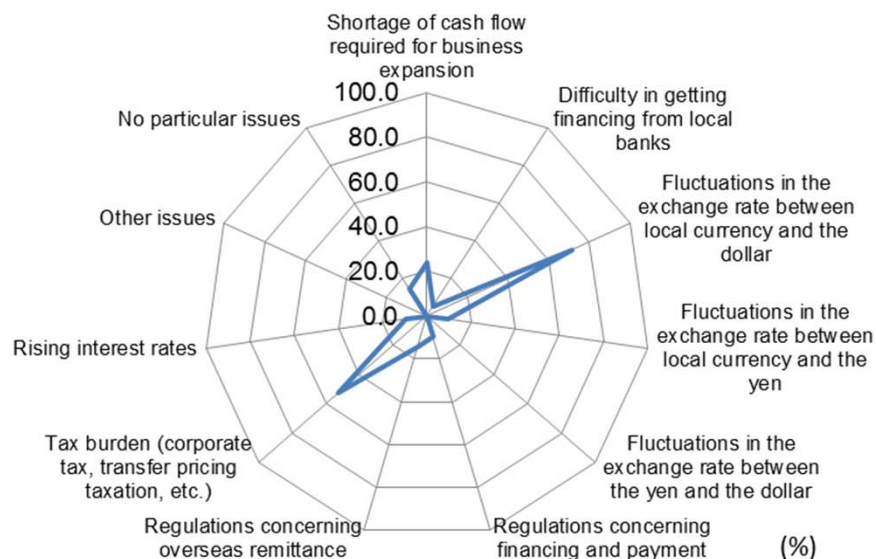 Shortage of cash flow
required for business
expansion
100.0
80.0
60.0
40.0
20.0
0.0
Difficulty in getting
financing from local
banks
Fluctuations in the
exchange rate between
local currency and the
dollar
Fluctuations in the
exchange rate between
local currency and the
yen
Fluctuations in the
exchange rate between
the yen and the dollar
Regulations concerning
financing and payment
Regulations concerning
overseas remittance
Tax burden (corporate
tax, transfer pricing
taxation, etc.)
Rising interest rates
Other issues
No particular issues
(%)